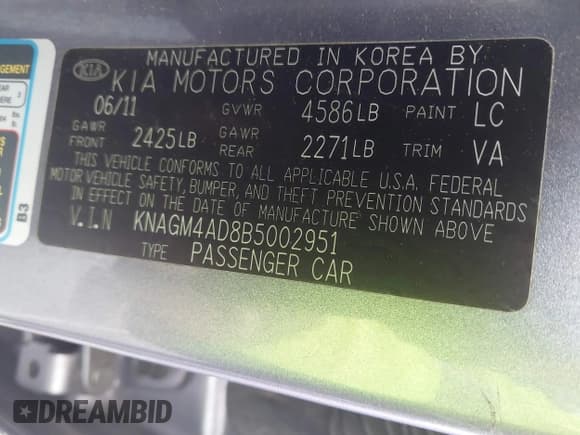 MANUFACTURED IN KOREA BY
KIA KIA MOTORS CORPORATION
06/11 GVWR 4586LB PAINT LC
GAWR FRONT 2425LB GAWR REAR 2271LB TRIM VA
THIS VEHICLE CONFORMS TO ALL APPLICABLE U.S.A. FEDERAL
MOTOR VEHICLE SAFETY, BUMPER, AND THEFT PREVENTION STANDARDS
IN EFFECT ON THE DATE OF MANUFACTURE SHOWN ABOVE
V.I.N KNAGM4AD8B5002951
TYPE PASSENGER CAR
B3
DREAMBID